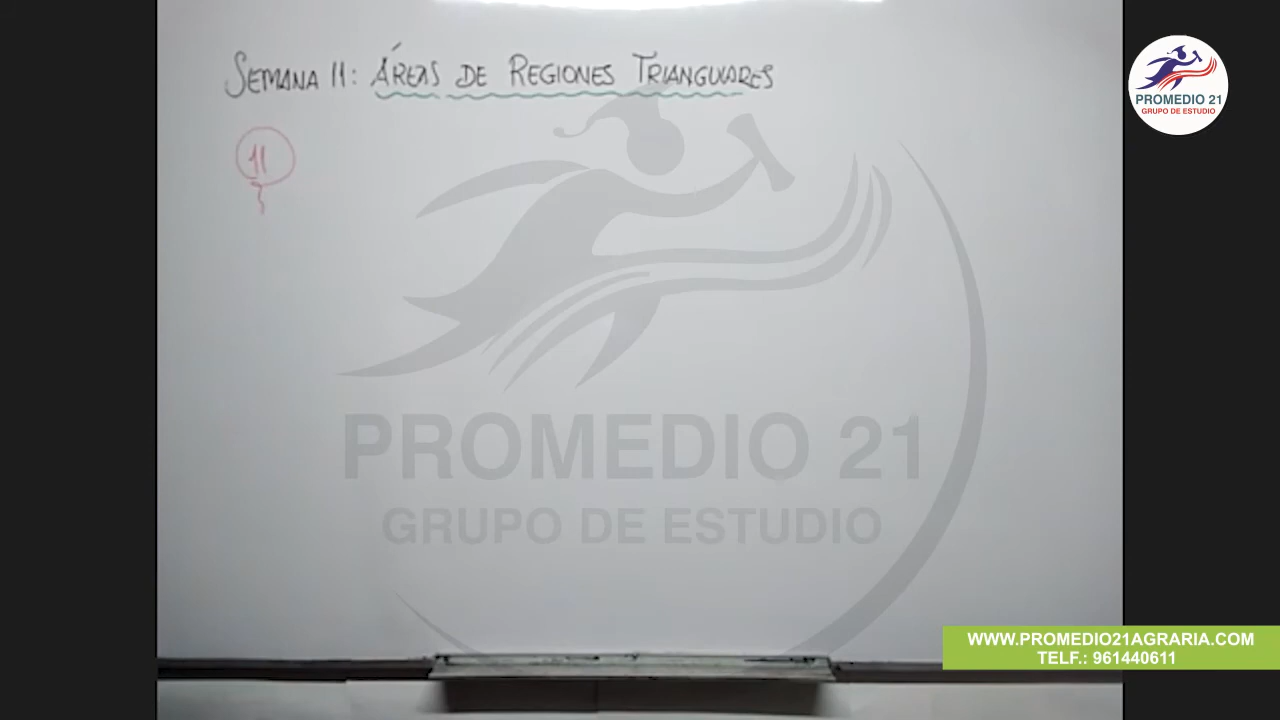 SEMANA 11: ÁREAS DE REGIONES TRIANGULARES
11
PROMEDIO 21
GRUPO DE ESTUDIO
PROMEDIO 21
GRUPO DE ESTUDIO
WWW.PROMEDIO21AGRARIA.COM
TELF.: 961440611